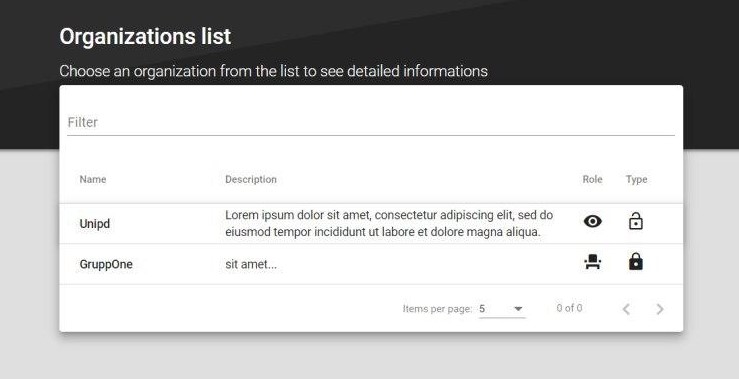 Organizations list
Choose an organization from the list to see detailed informations
Filter
Name Description Role Type
Unipd Lorem ipsum dolor sit amet, consectetur adipiscing elit, sed do
eiusmod tempor incididunt ut labore et dolore magna aliqua.
GruppOne sit amet...
Items per page: 5 0 of 0